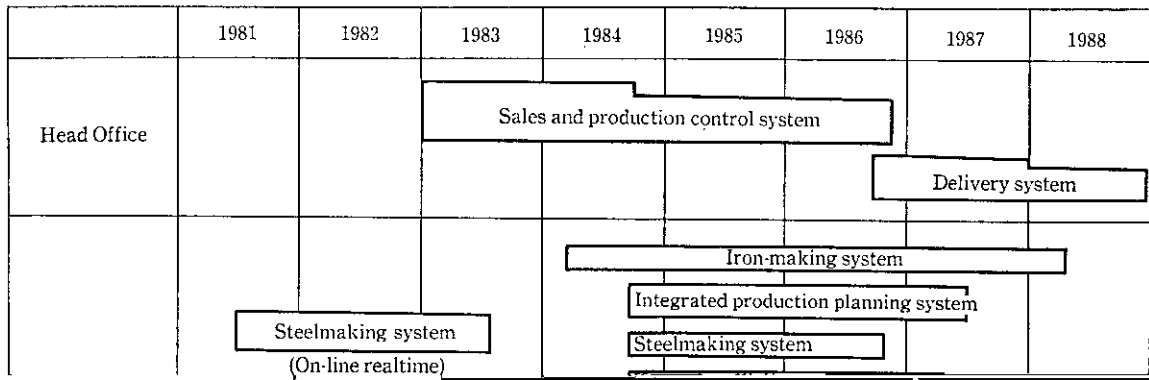 1981 1982 1983 1984 1985 1986 1987 1988
Head Office
Sales and production control system
Delivery system
Iron-making system
Integrated production planning system
Steelmaking system
Steelmaking system
(On-line realtime)